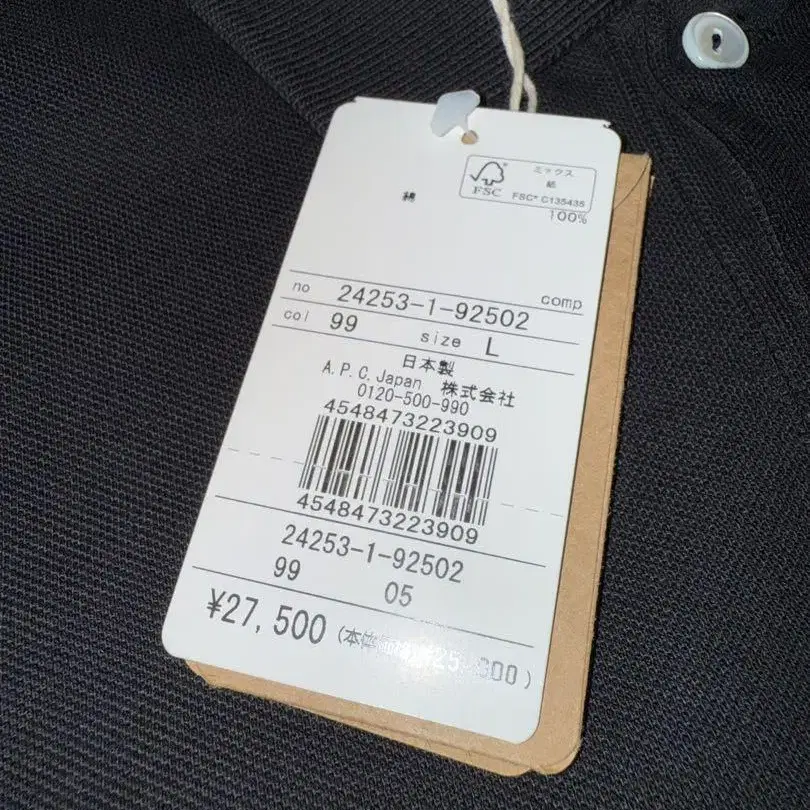 FSC®
ミックス
紙
FSC® C135435
綿 100%
no 24253-1-92502 comp
col 99 size L
日本製
A.P.C.Japan 株式会社
0120-500-990
4548473223909
4548473223909
24253-1-92502
99 05
¥27,500 (本体